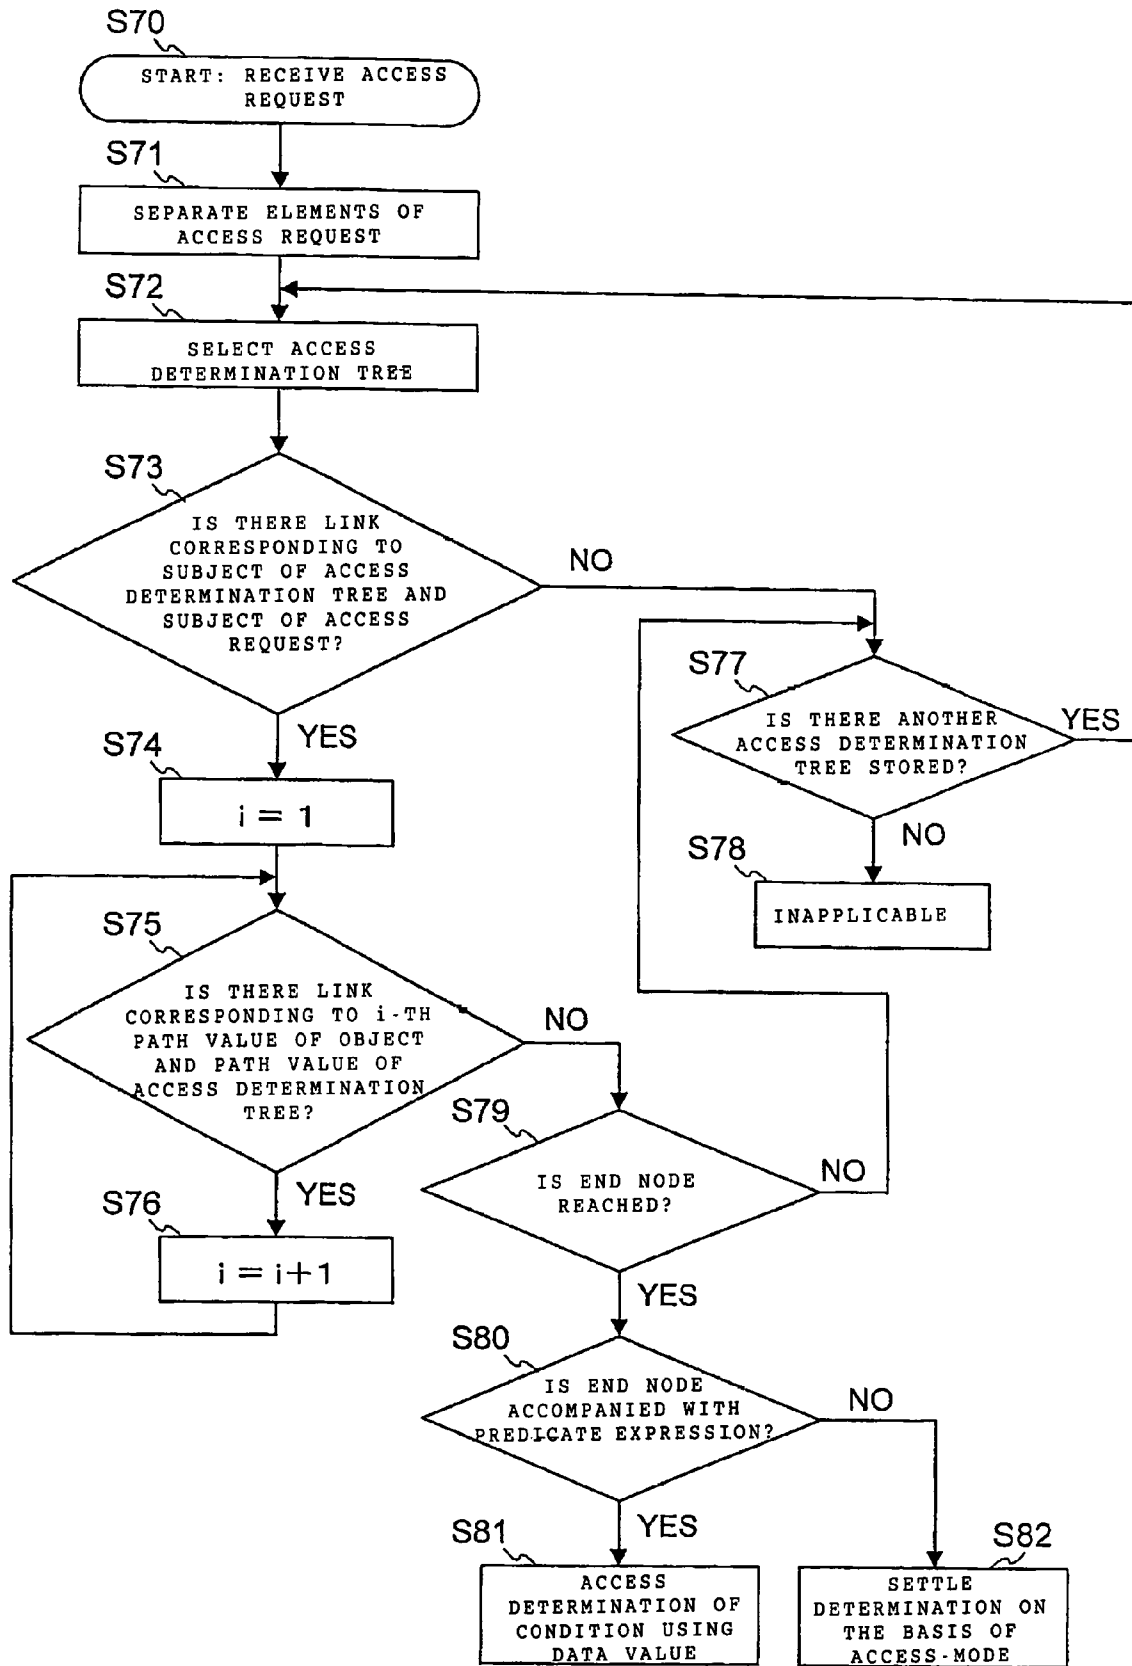 S70
START: RECEIVE ACCESS
REQUEST
S71
SEPARATE ELEMENTS OF
ACCESS REQUEST
S72
SELECT ACCESS
DETERMINATION TREE
S73
IS THERE LINK
CORRESPONDING TO
SUBJECT OF ACCESS
DETERMINATION TREE AND
SUBJECT OF ACCESS
REQUEST?
NO
YES
S74
i = 1
S77
IS THERE ANOTHER
ACCESS DETERMINATION
TREE STORED?
YES
NO
S78
INAPPLICABLE
S75
IS THERE LINK
CORRESPONDING TO i-TH
PATH VALUE OF OBJECT
AND PATH VALUE OF
ACCESS DETERMINATION
TREE?
NO
YES
S76
i = i+1
S79
IS END NODE
REACHED?
NO
YES
S80
IS END NODE
ACCOMPANIED WITH
PREDICATE EXPRESSION?
NO
YES
S81
ACCESS
DETERMINATION OF
CONDITION USING
DATA VALUE
S82
SETTLE
DETERMINATION ON
THE BASIS OF
ACCESS-MODE